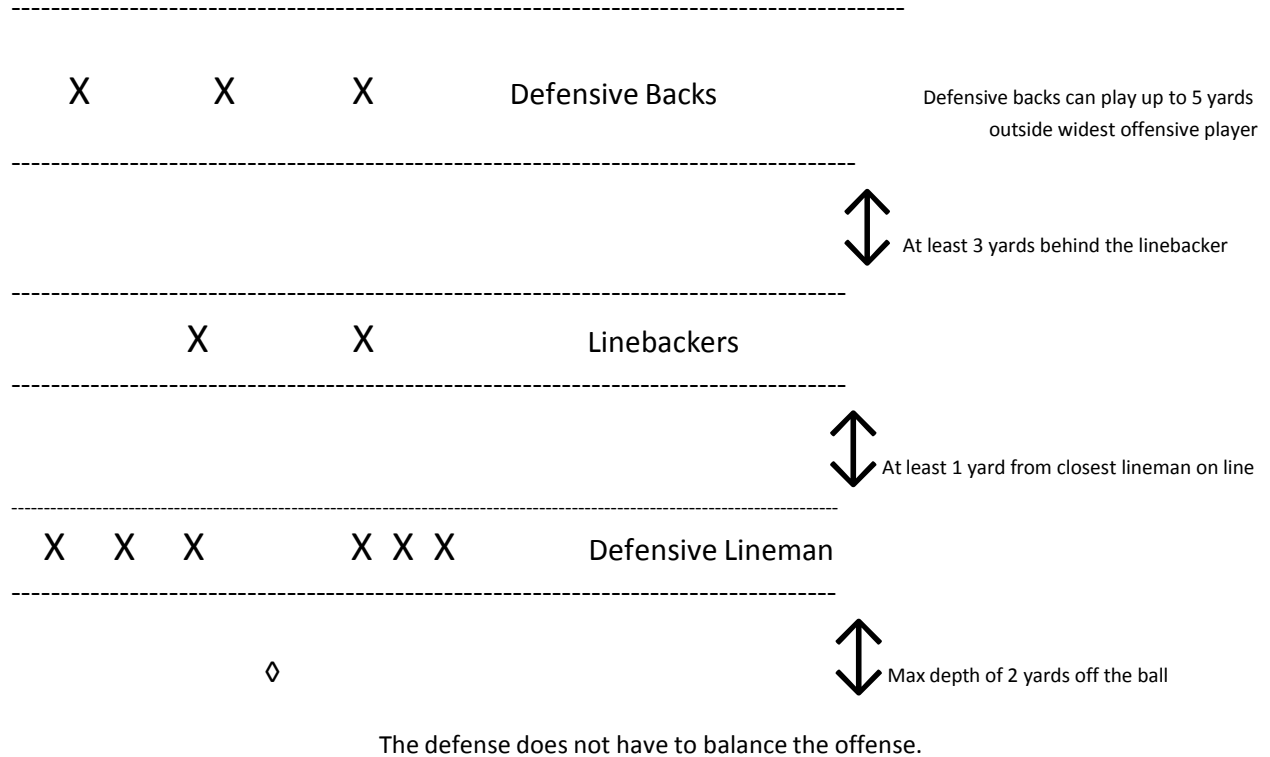 X X X Defensive Backs
Defensive backs can play up to 5 yards
outside widest offensive player
At least 3 yards behind the linebacker
X X Linebackers
At least 1 yard from closest lineman on line
X X X X X X Defensive Lineman
◊
Max depth of 2 yards off the ball
The defense does not have to balance the offense.